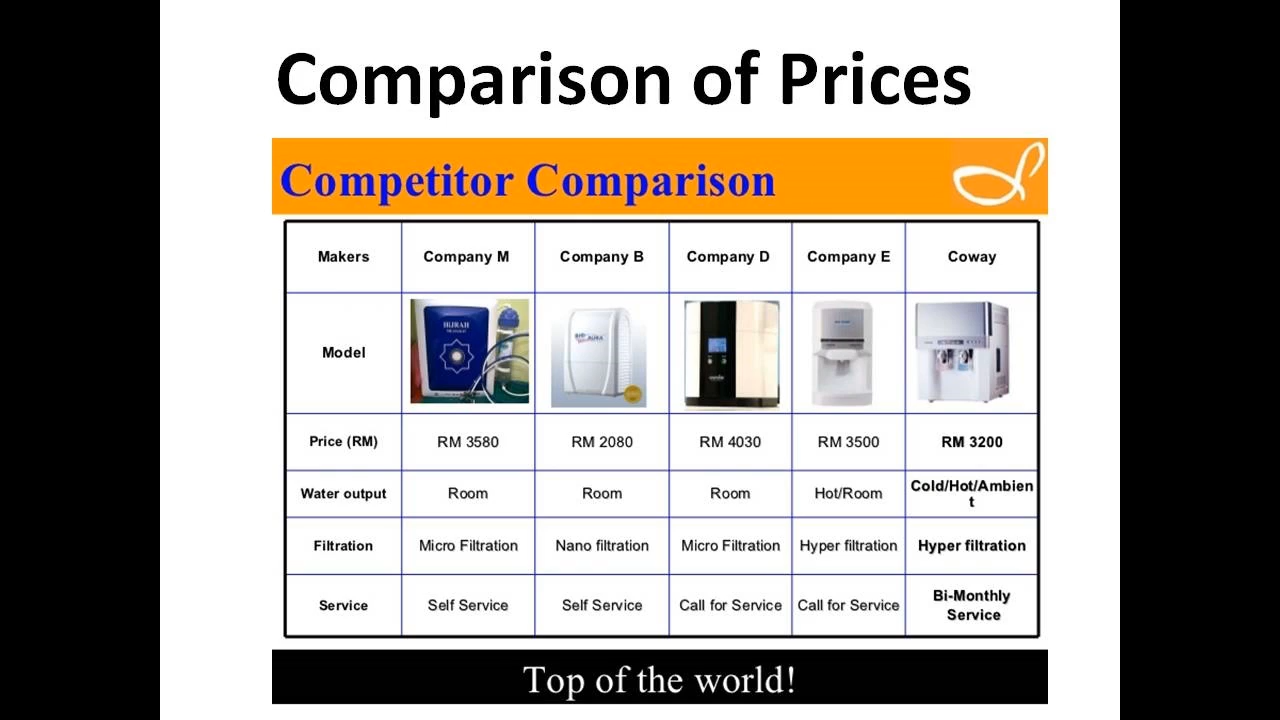 Comparison of Prices
Competitor Comparison
Makers Company M Company B Company D Company E Coway
HIJRAH
Model
Price (RM) RM 3580 RM 2080 RM 4030 RM 3500 RM 3200
Water output Room Room Room Hot/Room Cold/Hot/Ambien
t
Filtration Micro Filtration Nano filtration Micro Filtration Hyper filtration Hyper filtration
Service Self Service Self Service Call for Service Call for Service Bi-Monthly
Service
Top of the world!